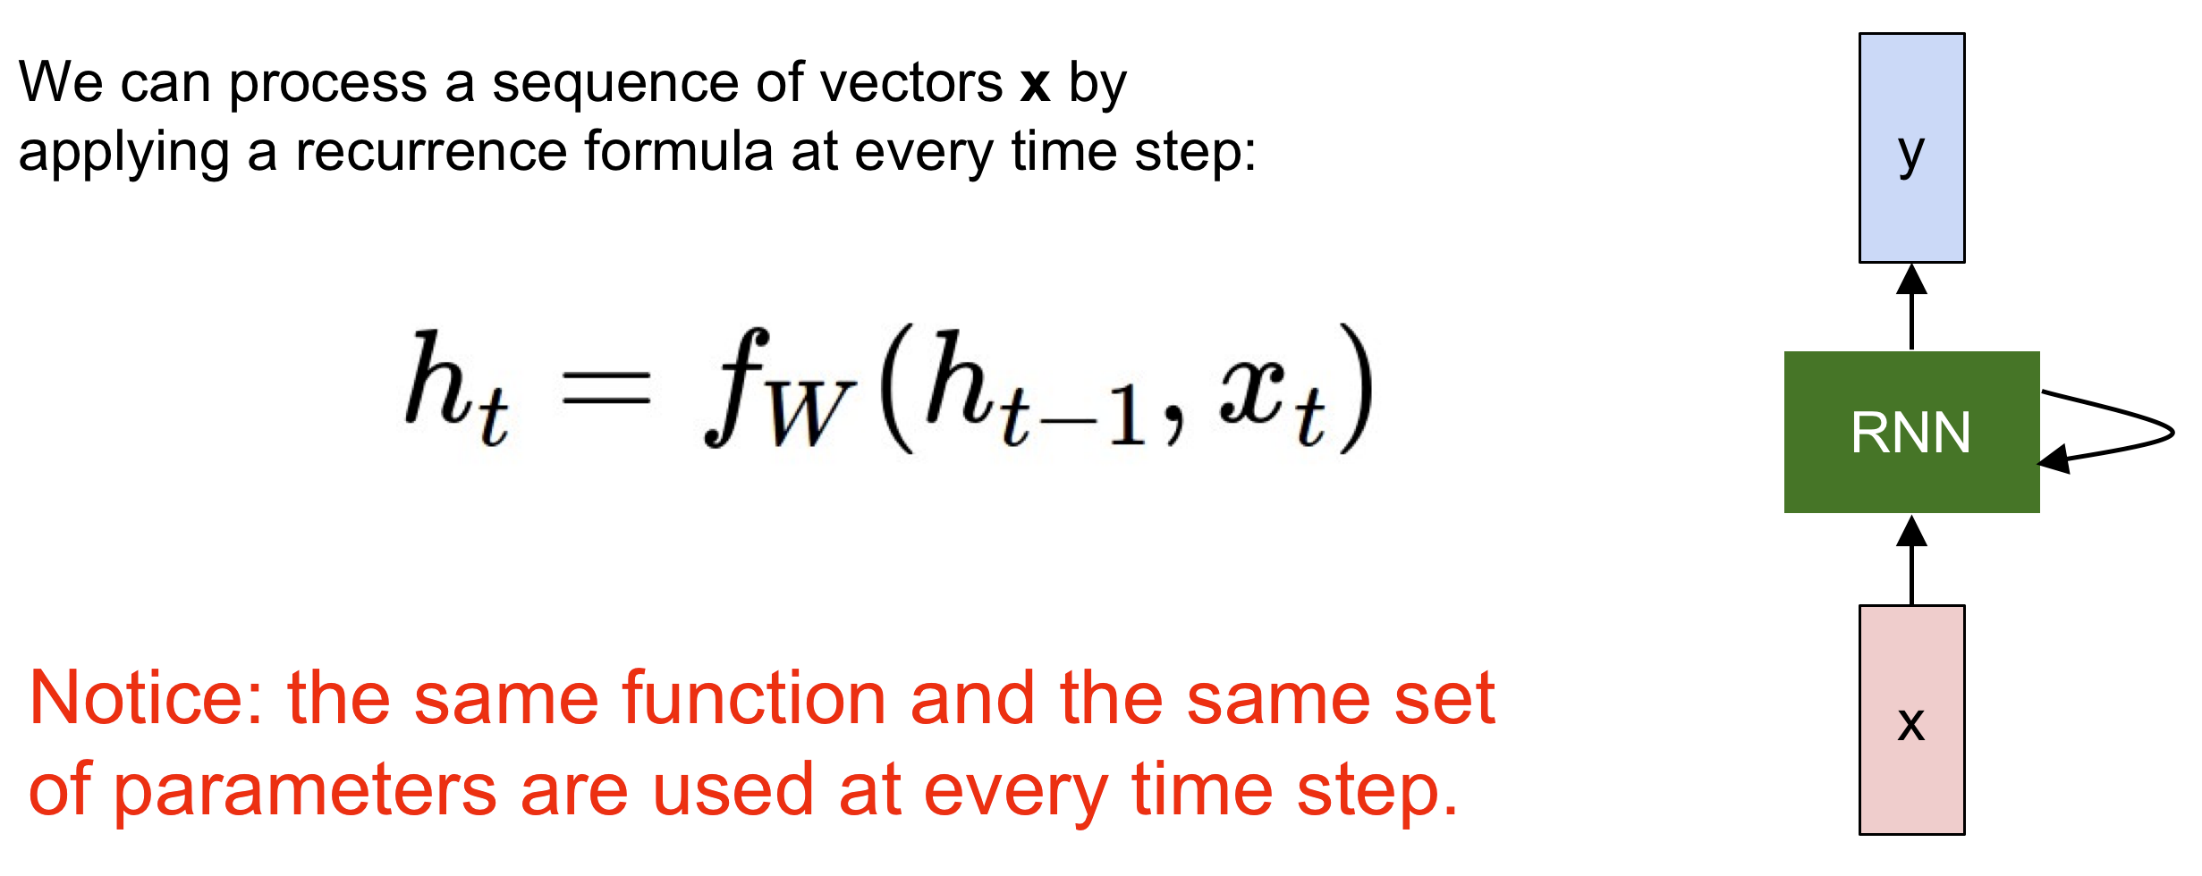 We can process a sequence of vectors x by
applying a recurrence formula at every time step:
h_t = f_W(h_{t-1}, x_t)
Notice: the same function and the same set
of parameters are used at every time step.
y
RNN
x